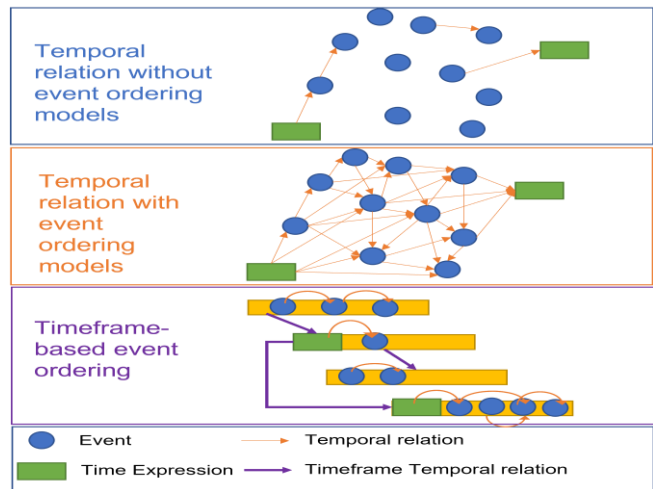 Temporal
relation without
event ordering
models
Temporal
relation with
event
ordering
models
Timeframe-
based event
ordering
Event
Temporal relation
Time Expression
Timeframe Temporal relation